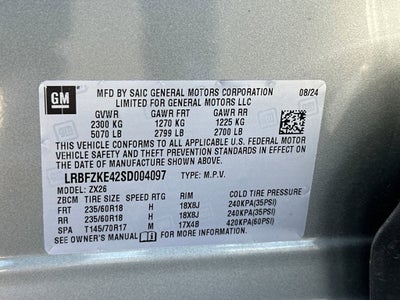 GM
MFD BY SAIC GENERAL MOTORS CORPORATION 08/24
LIMITED FOR GENERAL MOTORS LLC
GVWR GAWR FRT GAWR RR
2300 KG 1270 KG 1225 KG
5070 LB 2799 LB 2700 LB
THIS VEHICLE CONFORMS TO ALL APPLICABLE U.S. FEDERAL
MOTOR VEHICLE SAFETY, BUMPER, AND THEFT PREVENTION
STANDARDS IN EFFECT ON THE
DATE OF MANUFACTURE SHOWN ABOVE.
LRBFZKE42SD004097 TYPE: M.P.V.
MODEL: ZX26
ZBCM TIRE SIZE SPEED RTG RIM COLD TIRE PRESSURE
FRT 235/60R18 H 18X8J 240KPA(35PSI)
RR 235/60R18 H 18X8J 240KPA(35PSI)
SPA T145/70R17 M 17X4B 420KPA(60PSI)
SEE OWNER'S MANUAL FOR MORE INFORMATION.